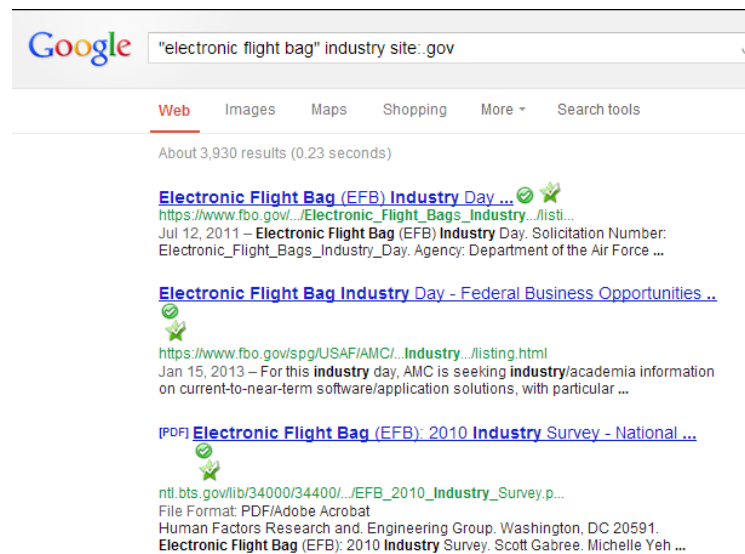 Google
"electronic flight bag" industry site:.gov
Web Images Maps Shopping More Search tools
About 3,930 results (0.23 seconds)
Electronic Flight Bag (EFB) Industry Day ...
https://www.fbo.gov/.../Electronic_Flight_Bags_Industry.../listi...
Jul 12, 2011 – Electronic Flight Bag (EFB) Industry Day. Solicitation Number:
Electronic_Flight_Bags_Industry_Day. Agency: Department of the Air Force ...
Electronic Flight Bag Industry Day - Federal Business Opportunities ..
https://www.fbo.gov/spg/USAF/AMC/...Industry.../listing.html
Jan 15, 2013 – For this industry day, AMC is seeking industry/academia information
on current-to-near-term software/application solutions, with particular ...
[PDF] Electronic Flight Bag (EFB): 2010 Industry Survey - National ...
ntl.bts.gov/lib/34000/34400/.../EFB_2010_Industry_Survey.p...
File Format: PDF/Adobe Acrobat
Human Factors Research and. Engineering Group. Washington, DC 20591.
Electronic Flight Bag (EFB): 2010 Industry Survey. Scott Gabree. Michelle Yeh ...